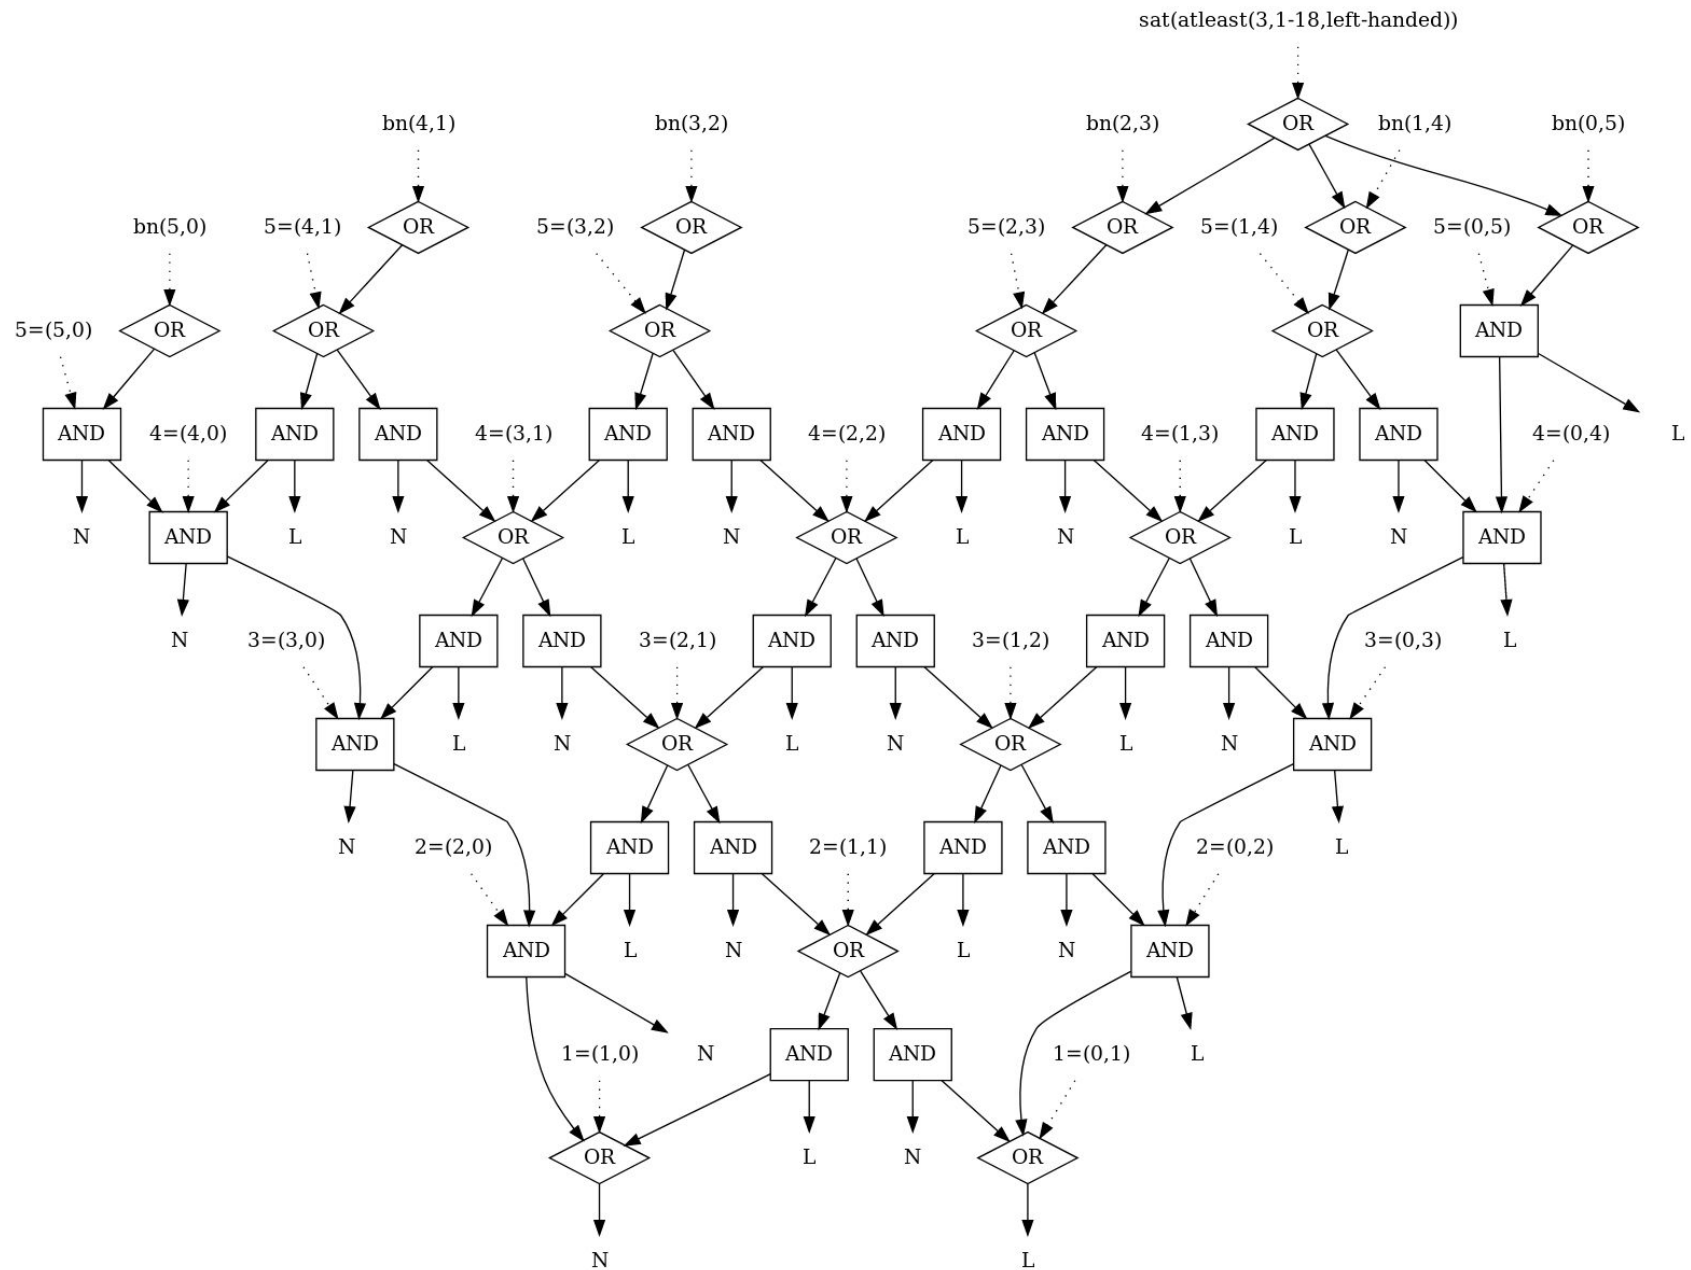 sat(atleast(3,1-18,left-handed))
bn(4,1) bn(3,2) bn(2,3) OR bn(1,4) bn(0,5)
bn(5,0) 5=(4,1) OR 5=(3,2) OR 5=(2,3) OR 5=(1,4) OR 5=(0,5) OR
5=(5,0) OR OR OR OR OR AND
AND 4=(4,0) AND AND 4=(3,1) AND AND 4=(2,2) AND AND 4=(1,3) AND AND 4=(0,4) L
N AND L N OR L N OR L N OR L N AND
N 3=(3,0) AND AND 3=(2,1) AND AND 3=(1,2) AND AND 3=(0,3) L
AND L N OR L N OR L N AND
N 2=(2,0) AND AND 2=(1,1) AND AND 2=(0,2) L
AND L N OR L N AND
1=(1,0) N AND AND 1=(0,1) L
OR L N OR
N L